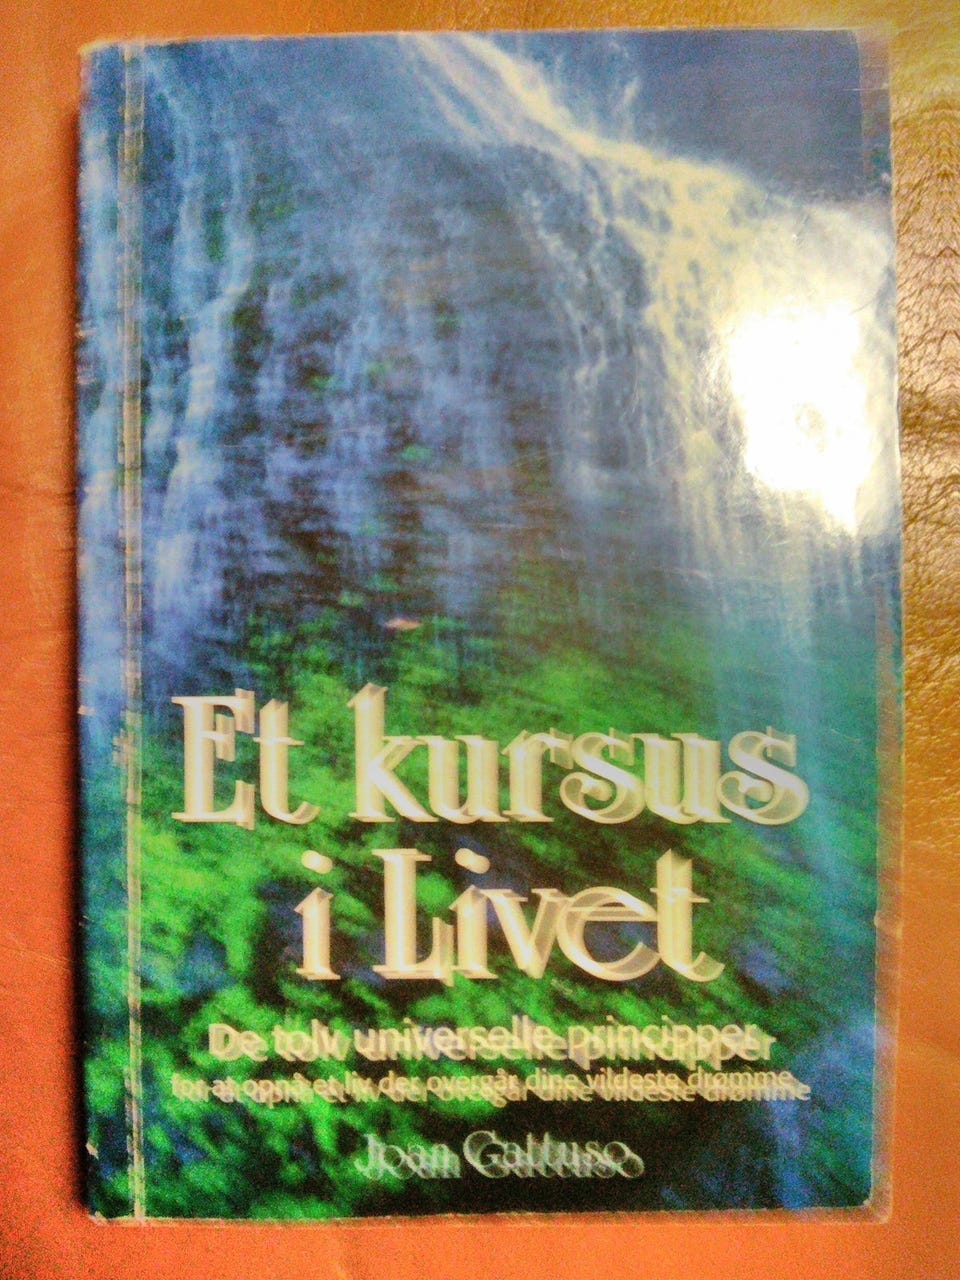 Et kursus
i Livet
De tolv universelle principper
for at opnå et liv der overgår dine vildeste drømme
Joan Gattuso